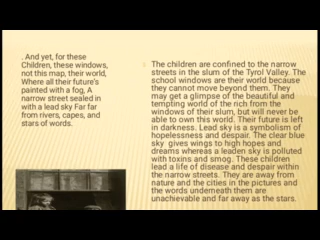 . And yet, for these
Children, these windows,
not this map, their world,
Where all their future's
painted with a fog, A
narrow street sealed in
with a lead sky Far far
from rivers, capes, and
stars of words.
The children are confined to the narrow
streets in the slum of the Tyrol Valley. The
school windows are their world because
they cannot move beyond them. They
may get a glimpse of the beautiful and
tempting world of the rich from the
windows of their slum, but will never be
able to own this world. Their future is left
in darkness. Lead sky is a symbolism of
hopelessness and despair. The clear blue
sky gives wings to high hopes and
dreams whereas a leaden sky is polluted
with toxins and smog. These children
lead a life of disease and despair within
the narrow streets. They are away from
nature and the cities in the pictures and
the words underneath them are
unachievable and far away as the stars.